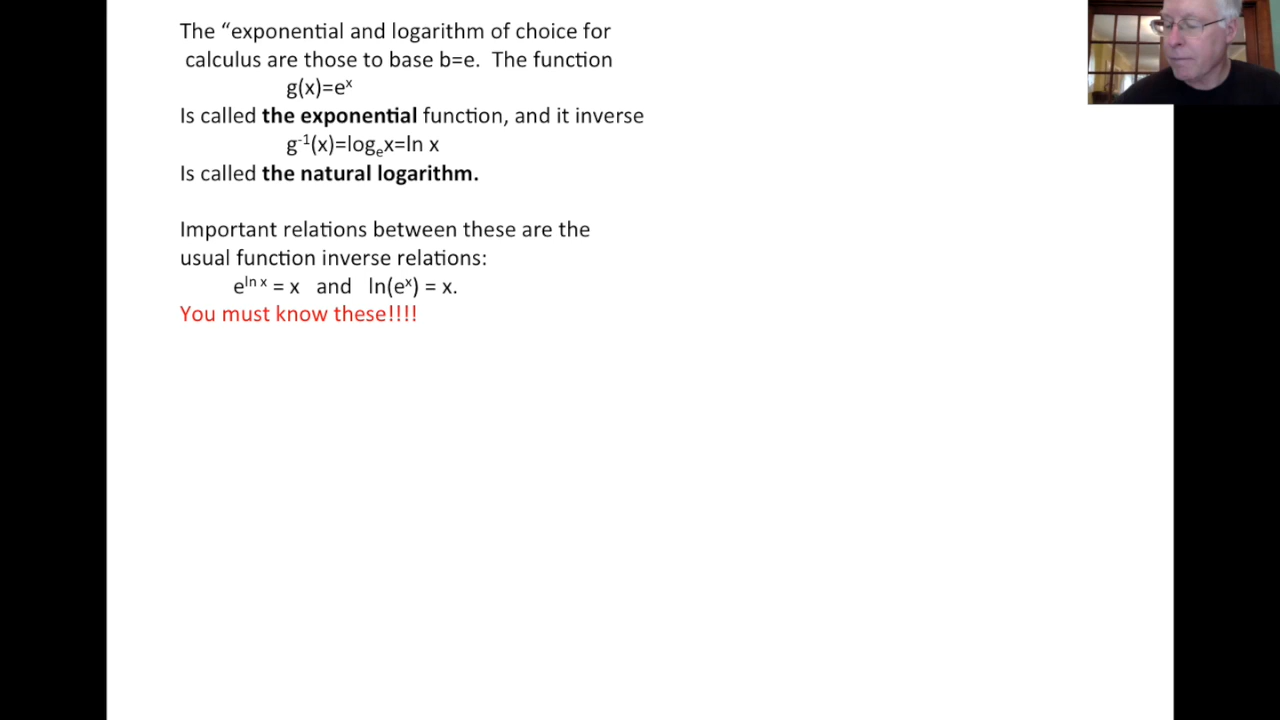 The “exponential and logarithm of choice for
calculus are those to base b=e. The function
g(x)=eˣ
Is called the exponential function, and it inverse
g⁻¹(x)=logₑx=ln x
Is called the natural logarithm.
Important relations between these are the
usual function inverse relations:
eˡⁿ ˣ = x and ln(eˣ) = x.
You must know these!!!!